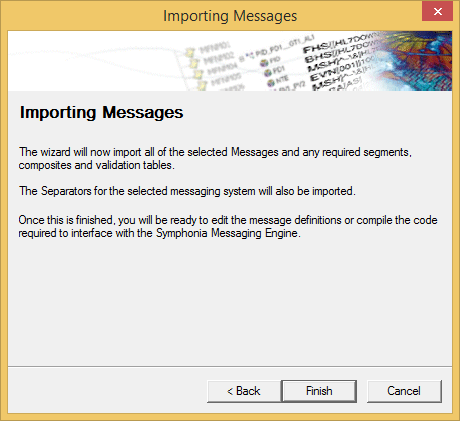 Importing Messages
Importing Messages
The wizard will now import all of the selected Messages and any required segments,
composites and validation tables.
The Separators for the selected messaging system will also be imported.
Once this is finished, you will be ready to edit the message definitions or compile the code
required to interface with the Symphonia Messaging Engine.
< Back
Finish
Cancel